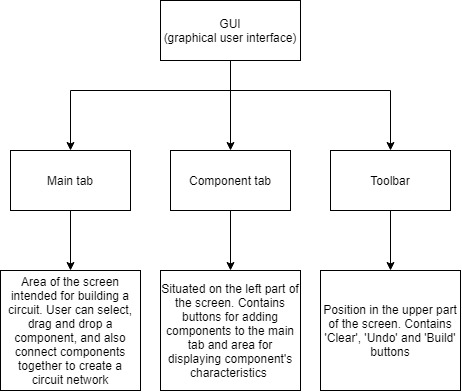 GUI
(graphical user interface)
Main tab
Component tab
Toolbar
Area of the screen
intended for building a
circuit. User can select,
drag and drop a
component, and also
connect components
together to create a
circuit network
Situated on the left part of
the screen. Contains
buttons for adding
components to the main
tab and area for
displaying component's
characteristics
Position in the upper part
of the screen. Contains
'Clear', 'Undo' and 'Build'
buttons